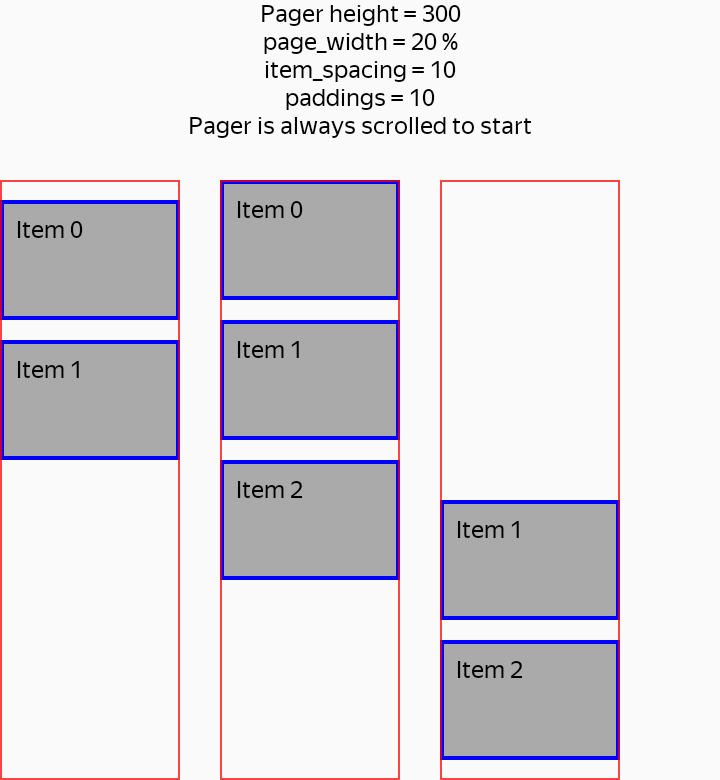 Pager height = 300
page_width = 20 %
item_spacing = 10
paddings = 10
Pager is always scrolled to start
Item 0
Item 1
Item 0
Item 1
Item 2
Item 1
Item 2